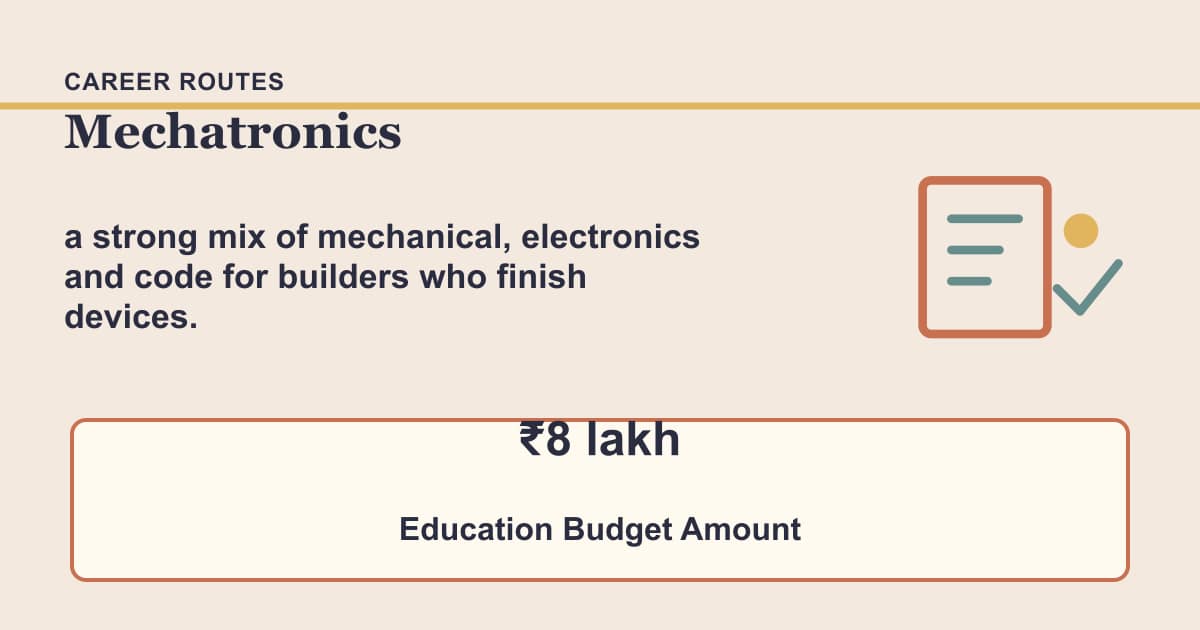 CAREER ROUTES
Mechatronics
a strong mix of mechanical, electronics
and code for builders who finish
devices.
₹8 lakh
Education Budget Amount